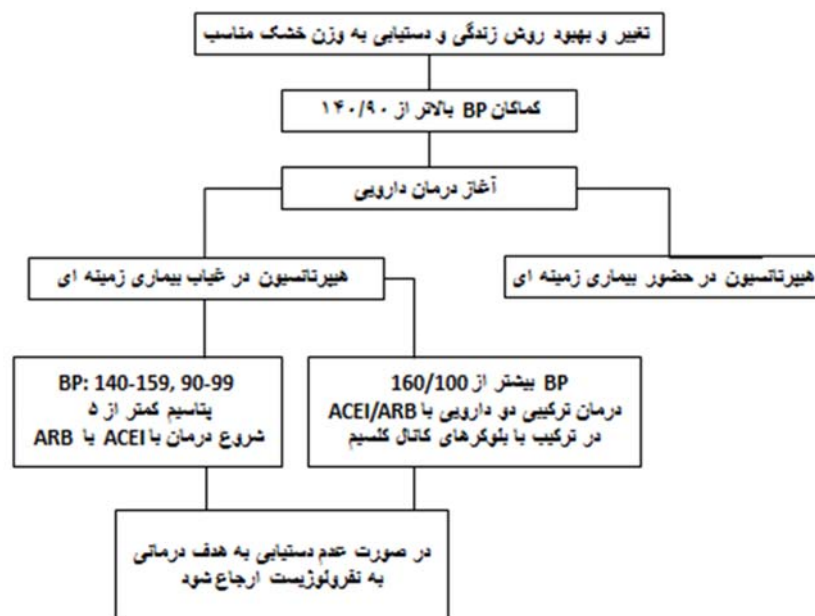 تغییر و بهبود روش زندگی و دستیابی به وزن خشک مناسب
کماکان BP بالاتر از ۱۴۰/۹۰
آغاز درمان دارویی
هیپرتانسیون در حضور بیماری زمینه ای
هیپرتانسیون در غیاب بیماری زمینه ای
BP بیشتر از 160/100
درمان ترکیبی دو دارویی با ACEI/ARB
در ترکیب با بلوکرهای کانال کلسیم
BP: 140-159, 90-99
پتاسیم کمتر از ۵
شروع درمان با ACEI یا ARB
در صورت عدم دستیابی به هدف درمانی
به نفرولوژیست ارجاع شود